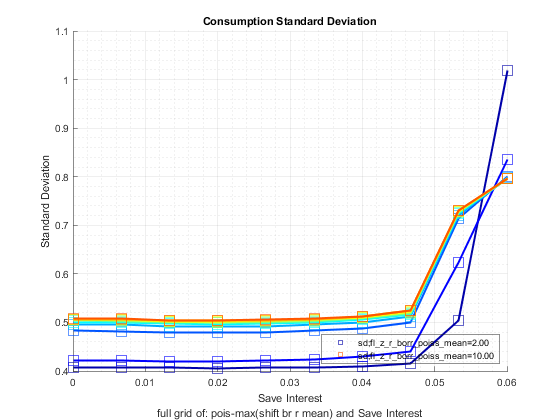 Consumption Standard Deviation
1.1
1
0.9
0.8
0.7
0.6
0.5
0.4
Standard Deviation
sd;fl_z_r_borr_poiss_mean=2.00
sd;fl_z_r_borr_poiss_mean=10.00
0 0.01 0.02 0.03 0.04 0.05 0.06
Save Interest
full grid of: pois-max(shift br r mean) and Save Interest